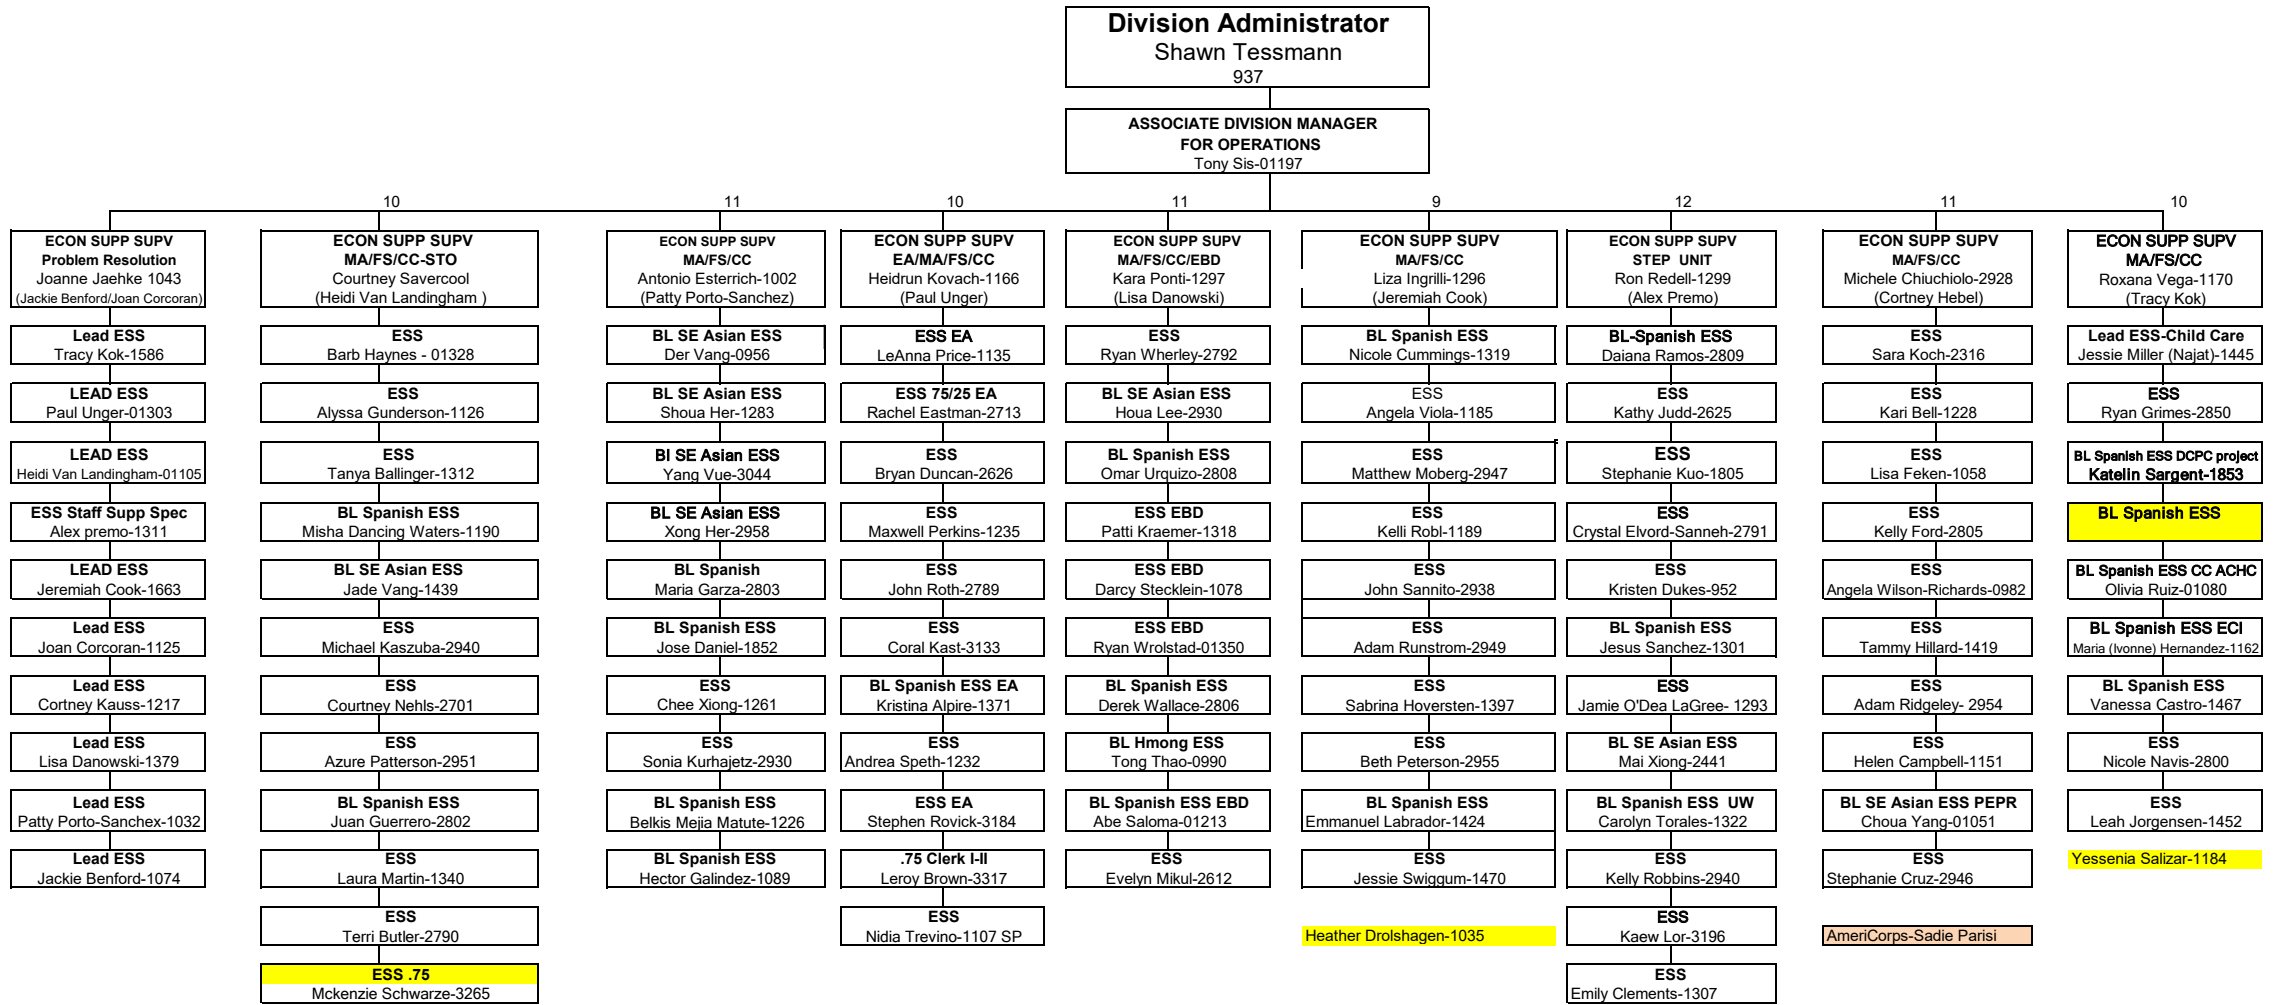 Division Administrator
Shawn Tessmann
937
ASSOCIATE DIVISION MANAGER
FOR OPERATIONS
Tony Sis-01197
10
11
10
11
9
12
11
10
ECON SUPP SUPV
Problem Resolution
Joanne Jaehke 1043
(Jackie Benford/Joan Corcoran)
Lead ESS
Tracy Kok-1586
LEAD ESS
Paul Unger-01303
LEAD ESS
Heidi Van Landingham-01105
ESS Staff Supp Spec
Alex premo-1311
LEAD ESS
Jeremiah Cook-1663
Lead ESS
Joan Corcoran-1125
Lead ESS
Cortney Kauss-1217
Lead ESS
Lisa Danowski-1379
Lead ESS
Patty Porto-Sanchex-1032
Lead ESS
Jackie Benford-1074
ECON SUPP SUPV
MA/FS/CC-STO
Courtney Savercool
(Heidi Van Landingham )
ESS
Barb Haynes - 01328
ESS
Alyssa Gunderson-1126
ESS
Tanya Ballinger-1312
BL Spanish ESS
Misha Dancing Waters-1190
BL SE Asian ESS
Jade Vang-1439
ESS
Michael Kaszuba-2940
ESS
Courtney Nehls-2701
ESS
Azure Patterson-2951
BL Spanish ESS
Juan Guerrero-2802
ESS
Laura Martin-1340
ESS
Terri Butler-2790
ESS .75
Mckenzie Schwarze-3265
ECON SUPP SUPV
MA/FS/CC
Antonio Esterrich-1002
(Patty Porto-Sanchez)
BL SE Asian ESS
Der Vang-0956
BL SE Asian ESS
Shoua Her-1283
Bl SE Asian ESS
Yang Vue-3044
BL SE Asian ESS
Xong Her-2958
BL Spanish
Maria Garza-2803
BL Spanish ESS
Jose Daniel-1852
ESS
Chee Xiong-1261
ESS
Sonia Kurhajetz-2930
BL Spanish ESS
Belkis Mejia Matute-1226
BL Spanish ESS
Hector Galindez-1089
ECON SUPP SUPV
EA/MA/FS/CC
Heidrun Kovach-1166
(Paul Unger)
ESS EA
LeAnna Price-1135
ESS 75/25 EA
Rachel Eastman-2713
ESS
Bryan Duncan-2626
ESS
Maxwell Perkins-1235
ESS
John Roth-2789
ESS
Coral Kast-3133
BL Spanish ESS EA
Kristina Alpire-1371
ESS
Andrea Speth-1232
ESS EA
Stephen Rovick-3184
.75 Clerk I-II
Leroy Brown-3317
ESS
Nidia Trevino-1107 SP
ECON SUPP SUPV
MA/FS/CC/EBD
Kara Ponti-1297
(Lisa Danowski)
ESS
Ryan Wherley-2792
BL SE Asian ESS
Houa Lee-2930
BL Spanish ESS
Omar Urquizo-2808
ESS EBD
Patti Kraemer-1318
ESS EBD
Darcy Stecklein-1078
ESS EBD
Ryan Wrolstad-01350
BL Spanish ESS
Derek Wallace-2806
BL Hmong ESS
Tong Thao-0990
BL Spanish ESS EBD
Abe Saloma-01213
ESS
Evelyn Mikul-2612
ECON SUPP SUPV
MA/FS/CC
Liza Ingrilli-1296
(Jeremiah Cook)
BL Spanish ESS
Nicole Cummings-1319
ESS
Angela Viola-1185
ESS
Matthew Moberg-2947
ESS
Kelli Robl-1189
ESS
John Sannito-2938
ESS
Adam Runstrom-2949
ESS
Sabrina Hoversten-1397
ESS
Beth Peterson-2955
BL Spanish ESS
Emmanuel Labrador-1424
ESS
Jessie Swiggum-1470
Heather Drolshagen-1035
ECON SUPP SUPV
STEP UNIT
Ron Redell-1299
(Alex Premo)
BL-Spanish ESS
Daiana Ramos-2809
ESS
Kathy Judd-2625
ESS
Stephanie Kuo-1805
ESS
Crystal Elvord-Sanneh-2791
ESS
Kristen Dukes-952
BL Spanish ESS
Jesus Sanchez-1301
ESS
Jamie O'Dea LaGree- 1293
BL SE Asian ESS
Mai Xiong-2441
BL Spanish ESS UW
Carolyn Torales-1322
ESS
Kelly Robbins-2940
ESS
Kaew Lor-3196
ESS
Emily Clements-1307
ECON SUPP SUPV
MA/FS/CC
Michele Chiuchiolo-2928
(Cortney Hebel)
ESS
Sara Koch-2316
ESS
Kari Bell-1228
ESS
Lisa Feken-1058
ESS
Kelly Ford-2805
ESS
Angela Wilson-Richards-0982
ESS
Tammy Hillard-1419
ESS
Adam Ridgeley- 2954
ESS
Helen Campbell-1151
BL SE Asian ESS PEPR
Choua Yang-01051
ESS
Stephanie Cruz-2946
AmeriCorps-Sadie Parisi
ECON SUPP SUPV
MA/FS/CC
Roxana Vega-1170
(Tracy Kok)
Lead ESS-Child Care
Jessie Miller (Najat)-1445
ESS
Ryan Grimes-2850
BL Spanish ESS DCPC project
Katelin Sargent-1853
BL Spanish ESS
BL Spanish ESS CC ACHC
Olivia Ruiz-01080
BL Spanish ESS ECI
Maria (Ivonne) Hernandez-1162
BL Spanish ESS
Vanessa Castro-1467
ESS
Nicole Navis-2800
ESS
Leah Jorgensen-1452
Yessenia Salizar-1184